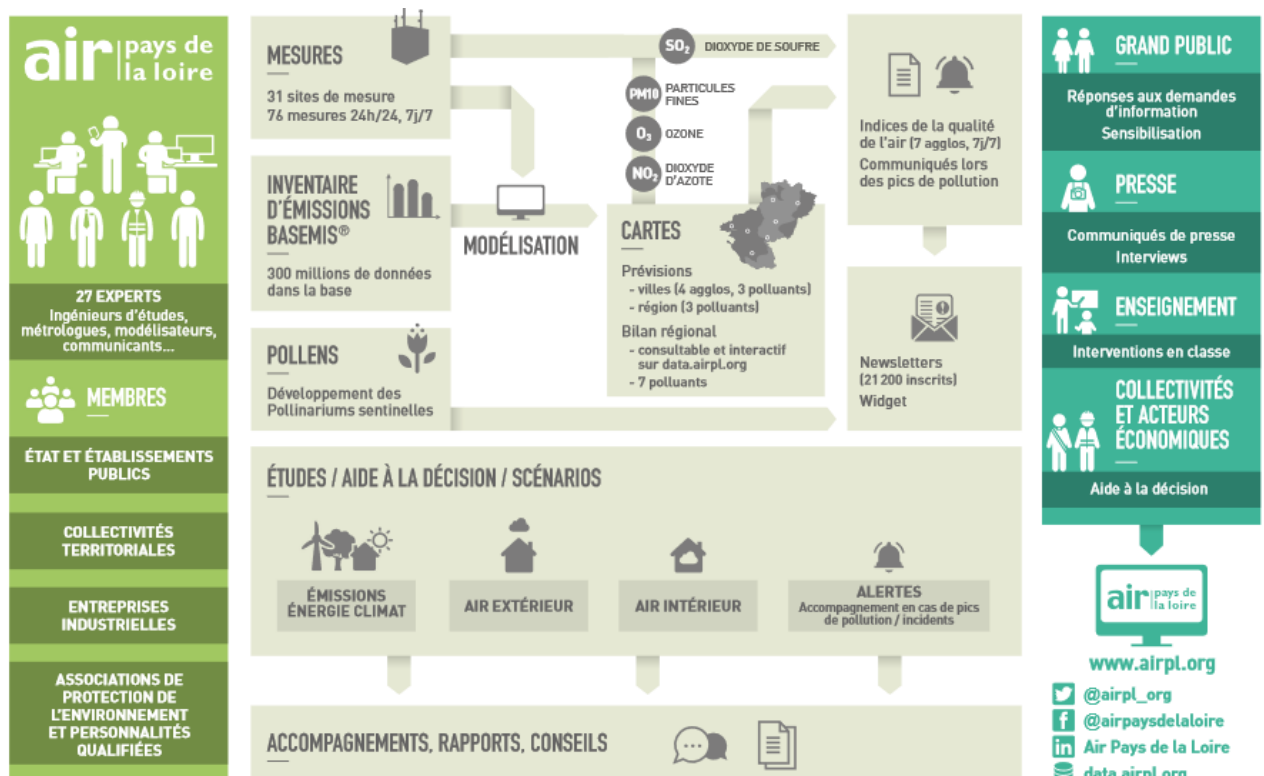 air pays de
la loire
27 EXPERTS
Ingénieurs d'études,
métrologues, modélisateurs,
communicants...
MEMBRES
ÉTAT ET ÉTABLISSEMENTS
PUBLICS
COLLECTIVITÉS
TERRITORIALES
ENTREPRISES
INDUSTRIELLES
ASSOCIATIONS DE
PROTECTION DE
L'ENVIRONNEMENT
ET PERSONNALITÉS
QUALIFIÉES
MESURES
31 sites de mesure
76 mesures 24h/24, 7j/7
INVENTAIRE
D'ÉMISSIONS
BASEMIS®
300 millions de données
dans la base
POLLENS
Développement des
Pollinariums sentinelles
MODÉLISATION
SO₂ DIOXYDE DE SOUFRE
PM10 PARTICULES
FINES
O₃ OZONE
NO₂ DIOXYDE
D'AZOTE
CARTES
Prévisions
- villes (4 agglos, 3 polluants)
- région (3 polluants)
Bilan régional
- consultable et interactif
sur data.airpl.org
- 7 polluants
Indices de la qualité
de l'air (7 agglos, 7j/7)
Communiqués lors
des pics de pollution
Newsletters
(21 200 inscrits)
Widget
ÉTUDES / AIDE À LA DÉCISION / SCÉNARIOS
ÉMISSIONS
ÉNERGIE CLIMAT
AIR EXTÉRIEUR
AIR INTÉRIEUR
ALERTES
Accompagnement en cas de pics
de pollution / incidents
ACCOMPAGNEMENTS, RAPPORTS, CONSEILS
GRAND PUBLIC
Réponses aux demandes
d'information
Sensibilisation
PRESSE
Communiqués de presse
Interviews
ENSEIGNEMENT
Interventions en classe
COLLECTIVITÉS
ET ACTEURS
ÉCONOMIQUES
Aide à la décision
air pays de
la loire
www.airpl.org
@airpl_org
@airpaysdelaloire
Air Pays de la Loire
data.airpl.org